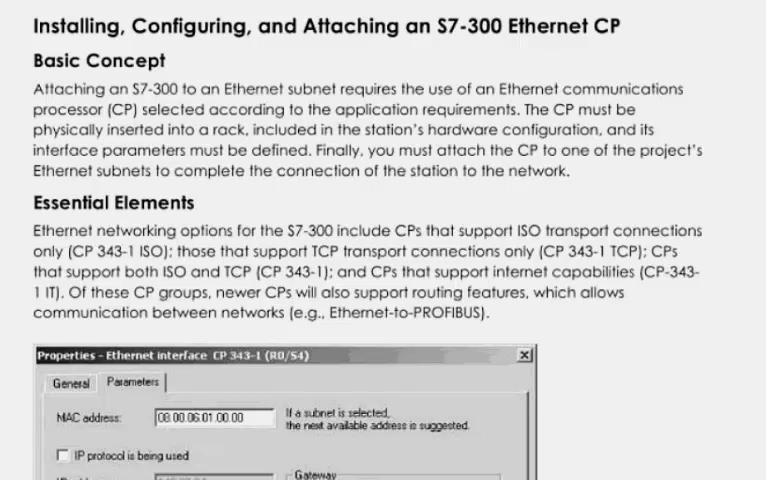 Installing, Configuring, and Attaching an S7-300 Ethernet CP
Basic Concept
Attaching an S7-300 to an Ethernet subnet requires the use of an Ethernet communications
processor (CP) selected according to the application requirements. The CP must be
physically inserted into a rack, included in the station's hardware configuration, and its
interface parameters must be defined. Finally, you must attach the CP to one of the project's
Ethernet subnets to complete the connection of the station to the network.
Essential Elements
Ethernet networking options for the S7-300 include CPs that support ISO transport connections
only (CP 343-1 ISO); those that support TCP transport connections only (CP 343-1 TCP); CPs
that support both ISO and TCP (CP 343-1); and CPs that support internet capabilities (CP-343-
1 IT). Of these CP groups, newer CPs will also support routing features, which allows
communication between networks (e.g., Ethernet-to-PROFIBUS).
Properties - Ethernet interface CP 343-1 (R0/S4)
General Parameters
MAC address: 08.00.06.01.00.00 If a subnet is selected,
the next available address is suggested.
IP protocol is being used
Gateway